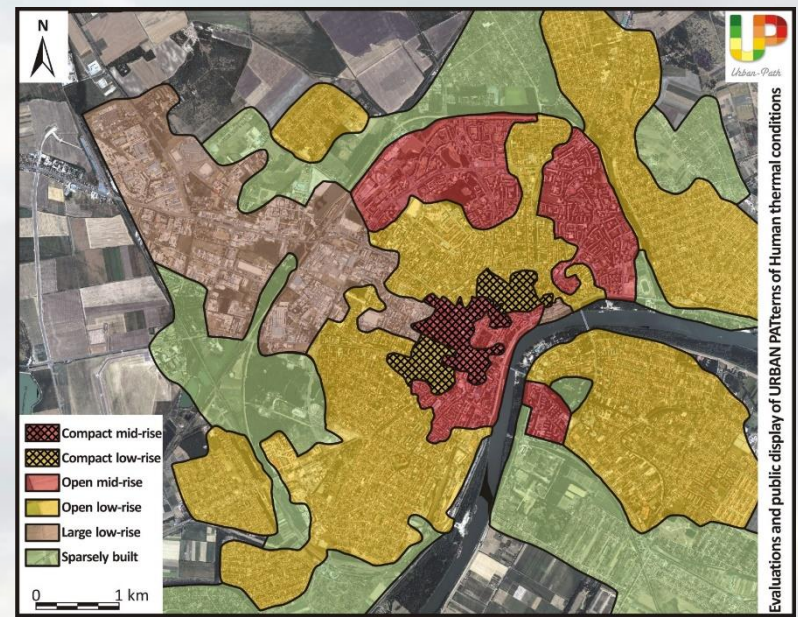 N
UP
Urban-Path
Evaluations and public display of URBAN PATterns of Human thermal conditions
Compact mid-rise
Compact low-rise
Open mid-rise
Open low-rise
Large low-rise
Sparsely built
0 1 km